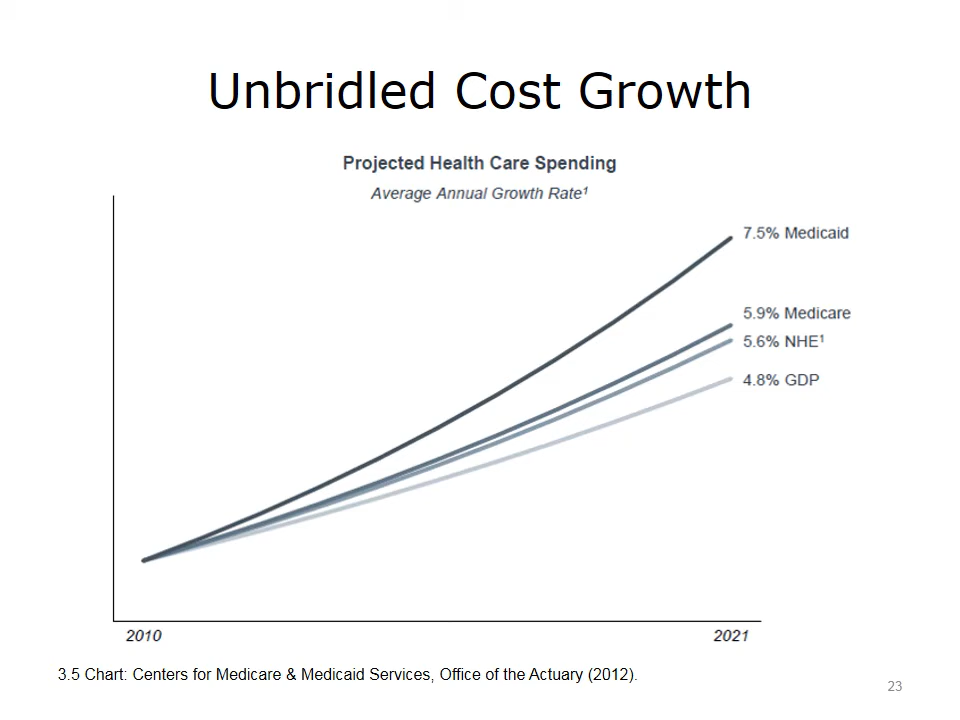 Unbridled Cost Growth
Projected Health Care Spending
Average Annual Growth Rate¹
7.5% Medicaid
5.9% Medicare
5.6% NHE¹
4.8% GDP
2010
2021
3.5 Chart: Centers for Medicare & Medicaid Services, Office of the Actuary (2012).
23